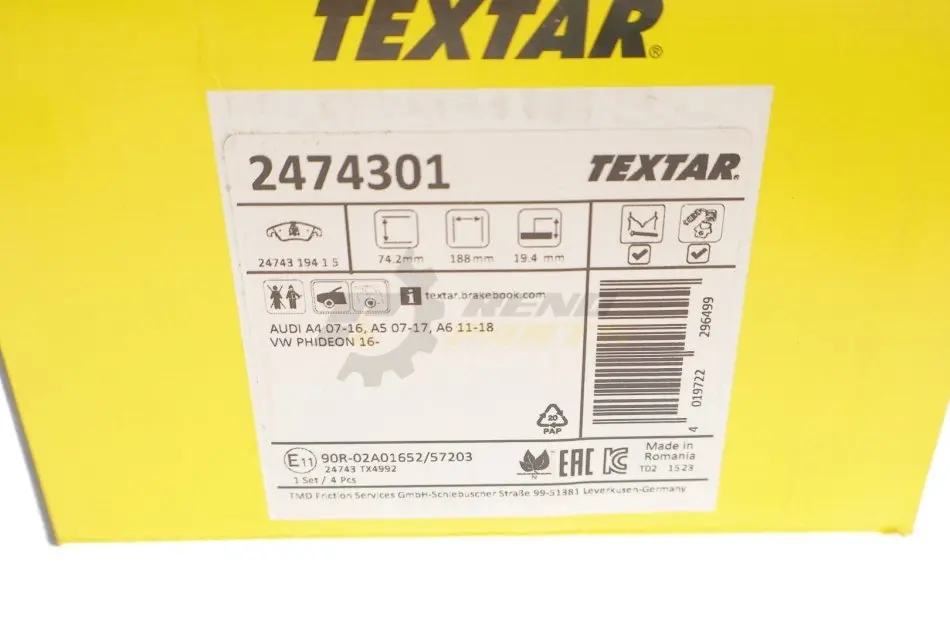 TEXTAR®
2474301
TEXTAR®
24743 194 1 5
74.2mm
188mm
19.4 mm
i textar.brakebook.com
AUDI A4 07-16, A5 07-17, A6 11-18
VW PHIDEON 16-
4 019722 296499
20
PAP
E11 90R-02A01652/57203
24743 TX4992
1 Set / 4 Pcs
N
EAC
Made in
Romania
TD2 1523
TMD Friction Services GmbH-Schlebuscher Straße 99-51381 Leverkusen-Germany
REND
PARTS